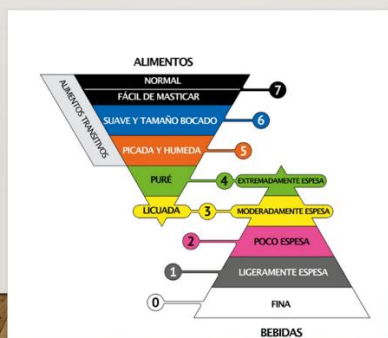 ALIMENTOS
NORMAL
7
FÁCIL DE MASTICAR
ALIMENTOS TRANSITIVOS
SUAVE Y TAMAÑO BOCADO
6
PICADA Y HUMEDA
5
PURÉ
4
EXTREMADAMENTE ESPESA
LICUADA
3
MODERADAMENTE ESPESA
2
POCO ESPESA
1
LIGERAMENTE ESPESA
0
FINA
BEBIDAS